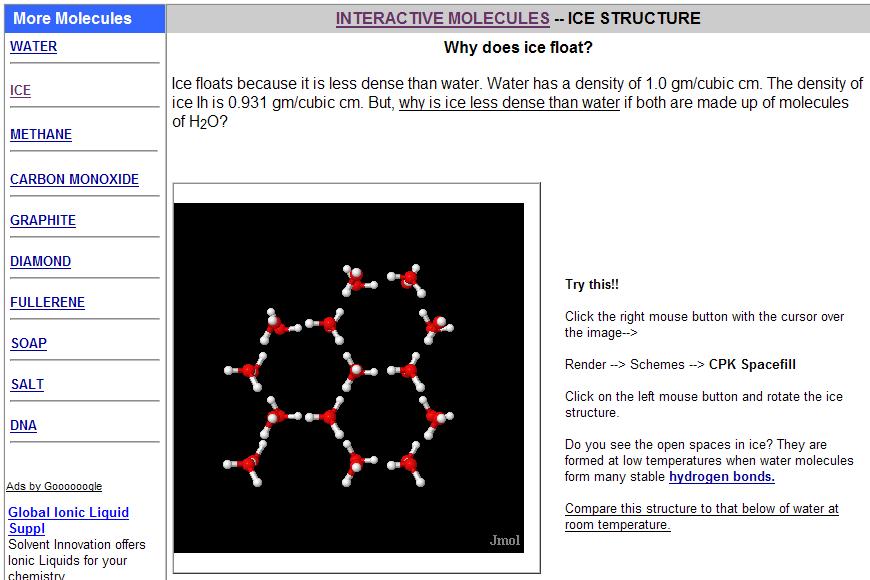 More Molecules
WATER
ICE
METHANE
CARBON MONOXIDE
GRAPHITE
DIAMOND
FULLERENE
SOAP
SALT
DNA
Ads by Goooooogle
Global Ionic Liquid
Suppl
Solvent Innovation offers
Ionic Liquids for your
chemistry
INTERACTIVE MOLECULES -- ICE STRUCTURE
Why does ice float?
Ice floats because it is less dense than water. Water has a density of 1.0 gm/cubic cm. The density of
ice Ih is 0.931 gm/cubic cm. But, why is ice less dense than water if both are made up of molecules
of H2O?
Jmol
Try this!!
Click the right mouse button with the cursor over
the image-->
Render --> Schemes --> CPK Spacefill
Click on the left mouse button and rotate the ice
structure.
Do you see the open spaces in ice? They are
formed at low temperatures when water molecules
form many stable hydrogen bonds.
Compare this structure to that below of water at
room temperature.